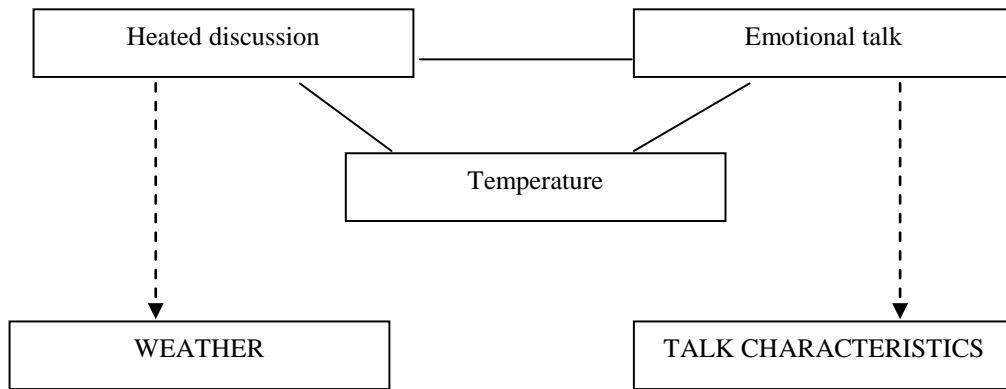 Heated discussion
Emotional talk
Temperature
WEATHER
TALK CHARACTERISTICS